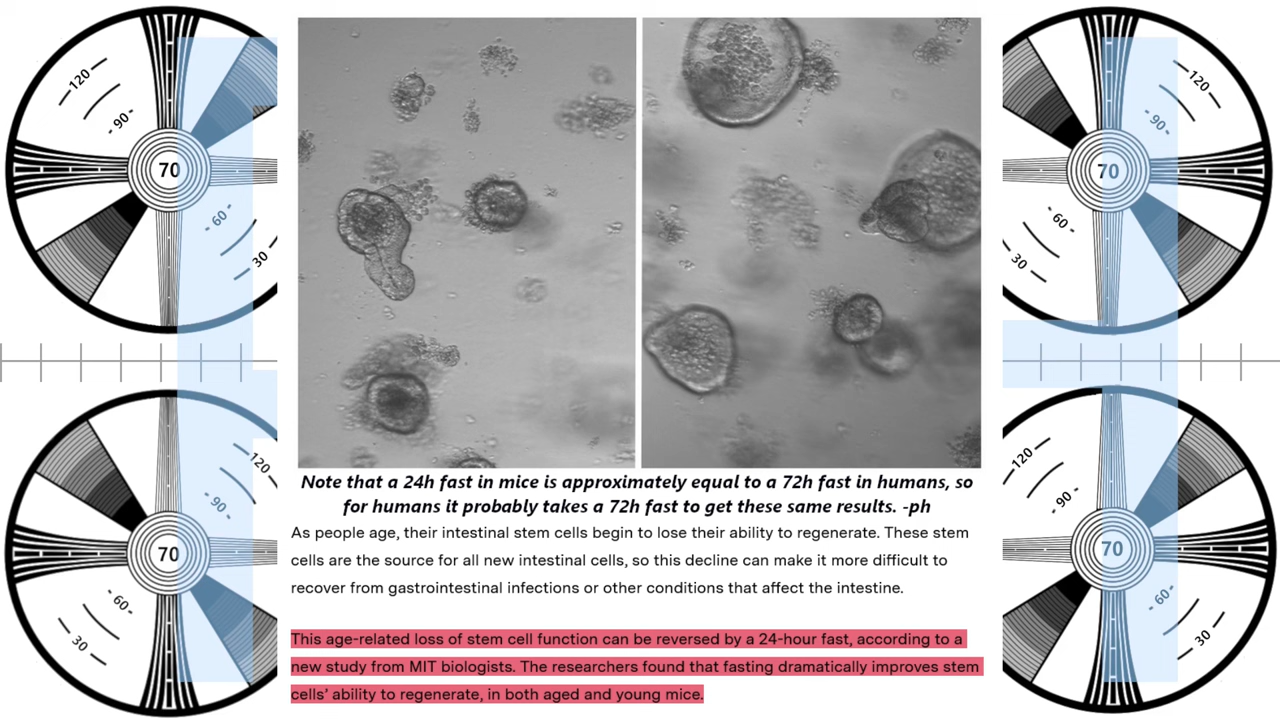 120
- 90 -
70
- 60 -
30
120
- 90 -
70
- 60 -
30
Note that a 24h fast in mice is approximately equal to a 72h fast in humans, so
for humans it probably takes a 72h fast to get these same results. -ph
As people age, their intestinal stem cells begin to lose their ability to regenerate. These stem
cells are the source for all new intestinal cells, so this decline can make it more difficult to
recover from gastrointestinal infections or other conditions that affect the intestine.
This age-related loss of stem cell function can be reversed by a 24-hour fast, according to a
new study from MIT biologists. The researchers found that fasting dramatically improves stem
cells’ ability to regenerate, in both aged and young mice.
120
- 90 -
70
- 60 -
30
120
- 90 -
70
- 60 -
30